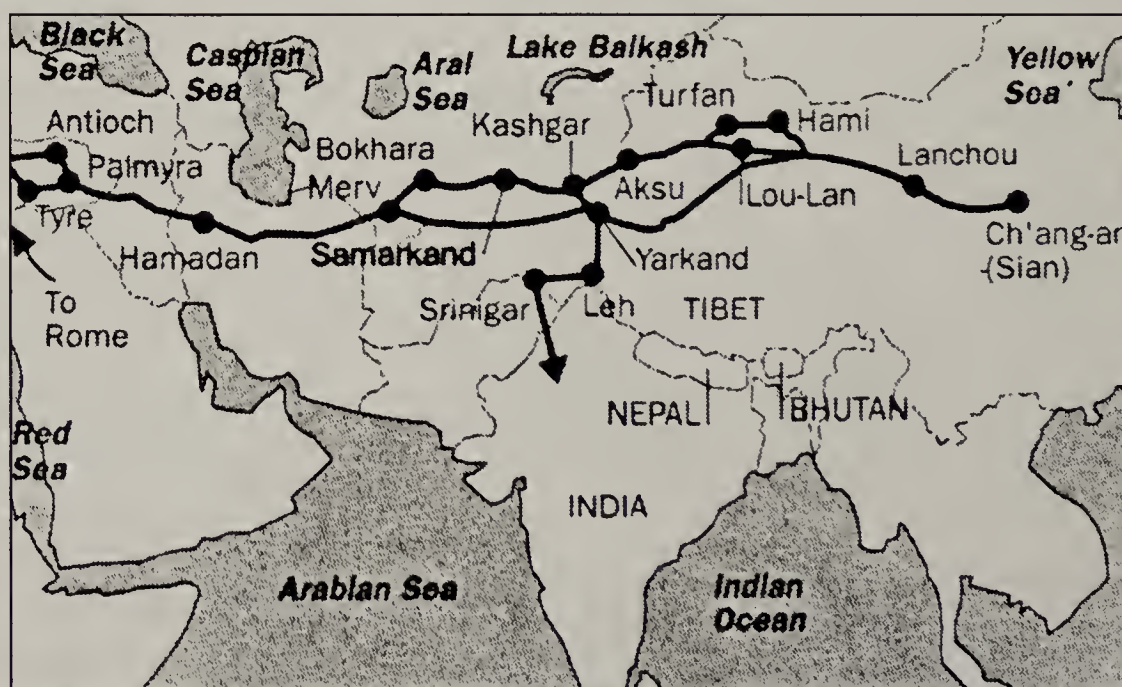 Black
Sea
Caspian
Sea
Aral
Sea
Lake Balkash
Yellow
Sea
Turfan
Antioch
Kashgar
Hami
Bokhara
Lanchou
Palmyra
Merv
Aksu
Lou-Lan
Tyre
Ch'ang-an
(Sian)
Hamadan
Samarkand
Yarkand
To
Rome
Srinigar
Leh
TIBET
NEPAL
BHUTAN
Red
Sea
INDIA
Arabian Sea
Indian
Ocean